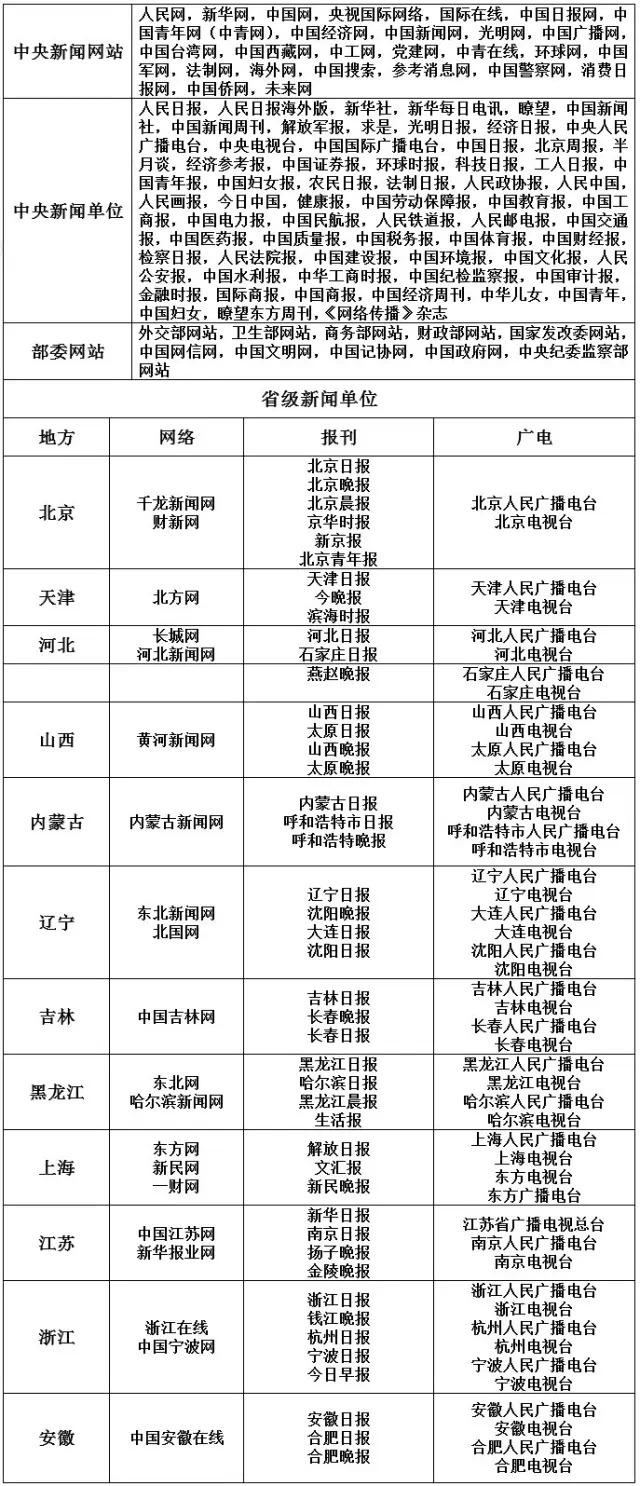 中央新闻网站
人民网，新华网，中国网，央视国际网络，国际在线，中国日报网，中
国青年网（中青网），中国经济网，中国新闻网，光明网，中国广播网，
中国台湾网，中国西藏网，中工网，党建网，中青在线，环球网，中国
军网，法制网，海外网，中国搜索，参考消息网，中国警察网，消费日
报网，中国侨网，未来网
中央新闻单位
人民日报，人民日报海外版，新华社，新华每日电讯，瞭望，中国新闻
社，中国新闻周刊，解放军报，求是，光明日报，经济日报，中央人民
广播电台，中央电视台，中国国际广播电台，中国日报，北京周报，半
月谈，经济参考报，中国证券报，环球时报，科技日报，工人日报，中
国青年报，中国妇女报，农民日报，法制日报，人民政协报，人民中国，
人民画报，今日中国，健康报，中国劳动保障报，中国教育报，中国工
商报，中国电力报，中国民航报，人民铁道报，人民邮电报，中国交通
报，中国医药报，中国质量报，中国税务报，中国体育报，中国财经报，
检察日报，人民法院报，中国建设报，中国环境报，中国文化报，人民
公安报，中国水利报，中华工商时报，中国纪检监察报，中国审计报，
金融时报，国际商报，中国商报，中国经济周刊，中华儿女，中国青年，
中国妇女，瞭望东方周刊，《网络传播》杂志
部委网站
外交部网站，卫生部网站，商务部网站，财政部网站，国家发改委网站，
中国网信网，中国文明网，中国记协网，中国政府网，中央纪委监察部
网站
省级新闻单位
地方 网络 报刊 广电
北京
千龙新闻网
财新网
北京日报
北京晚报
北京晨报
京华时报
新京报
北京青年报
北京人民广播电台
北京电视台
天津
北方网
天津日报
今晚报
滨海时报
天津人民广播电台
天津电视台
河北
长城网
河北新闻网
河北日报
石家庄日报
河北人民广播电台
河北电视台
燕赵晚报
石家庄人民广播电台
石家庄电视台
山西
黄河新闻网
山西日报
太原日报
山西晚报
太原晚报
山西人民广播电台
山西电视台
太原人民广播电台
太原电视台
内蒙古
内蒙古新闻网
内蒙古日报
呼和浩特市日报
呼和浩特晚报
内蒙古人民广播电台
内蒙古电视台
呼和浩特市人民广播电台
呼和浩特市电视台
辽宁
东北新闻网
北国网
辽宁日报
沈阳晚报
大连日报
沈阳日报
辽宁人民广播电台
辽宁电视台
大连人民广播电台
大连电视台
沈阳人民广播电台
沈阳电视台
吉林
中国吉林网
吉林日报
长春晚报
长春日报
吉林人民广播电台
吉林电视台
长春人民广播电台
长春电视台
黑龙江
东北网
哈尔滨新闻网
黑龙江日报
哈尔滨日报
黑龙江晨报
生活报
黑龙江人民广播电台
黑龙江电视台
哈尔滨人民广播电台
哈尔滨电视台
上海
东方网
新民网
一财网
解放日报
文汇报
新民晚报
上海人民广播电台
上海电视台
东方电视台
东方广播电台
江苏
中国江苏网
新华报业网
新华日报
南京日报
扬子晚报
金陵晚报
江苏省广播电视总台
南京人民广播电台
南京电视台
浙江
浙江在线
中国宁波网
浙江日报
钱江晚报
杭州日报
宁波日报
今日早报
浙江人民广播电台
浙江电视台
杭州人民广播电台
杭州电视台
宁波人民广播电台
宁波电视台
安徽
中国安徽在线
安徽日报
合肥日报
合肥晚报
安徽人民广播电台
安徽电视台
合肥人民广播电台
合肥电视台